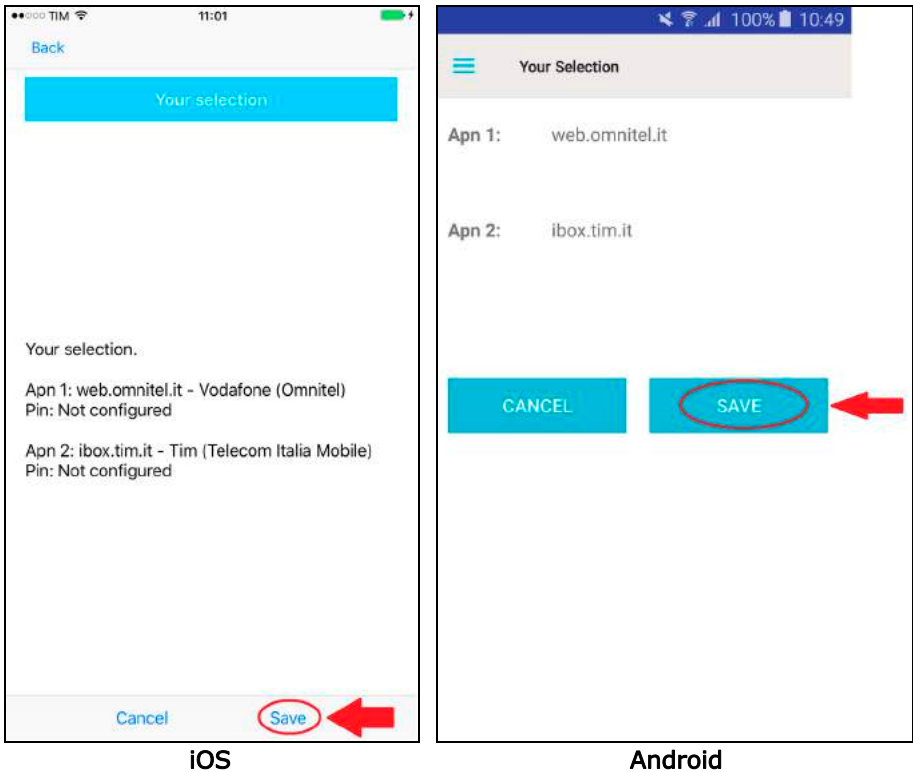 TIM 11:01
Back
Your selection
Your selection.
Apn 1: web.omnitel.it - Vodafone (Omnitel)
Pin: Not configured
Apn 2: ibox.tim.it - Tim (Telecom Italia Mobile)
Pin: Not configured
Cancel Save
iOS
100% 10:49
Your Selection
Apn 1: web.omnitel.it
Apn 2: ibox.tim.it
CANCEL SAVE
Android